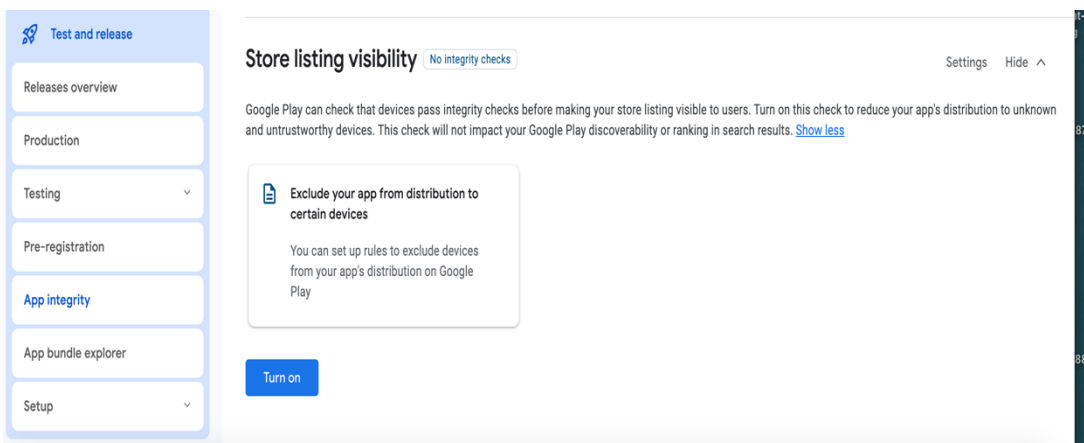 Test and release
Releases overview
Production
Testing
Pre-registration
App integrity
App bundle explorer
Setup
Store listing visibility No integrity checks
Settings Hide
Google Play can check that devices pass integrity checks before making your store listing visible to users. Turn on this check to reduce your app's distribution to unknown
and untrustworthy devices. This check will not impact your Google Play discoverability or ranking in search results. Show less
Exclude your app from distribution to
certain devices
You can set up rules to exclude devices
from your app's distribution on Google
Play
Turn on